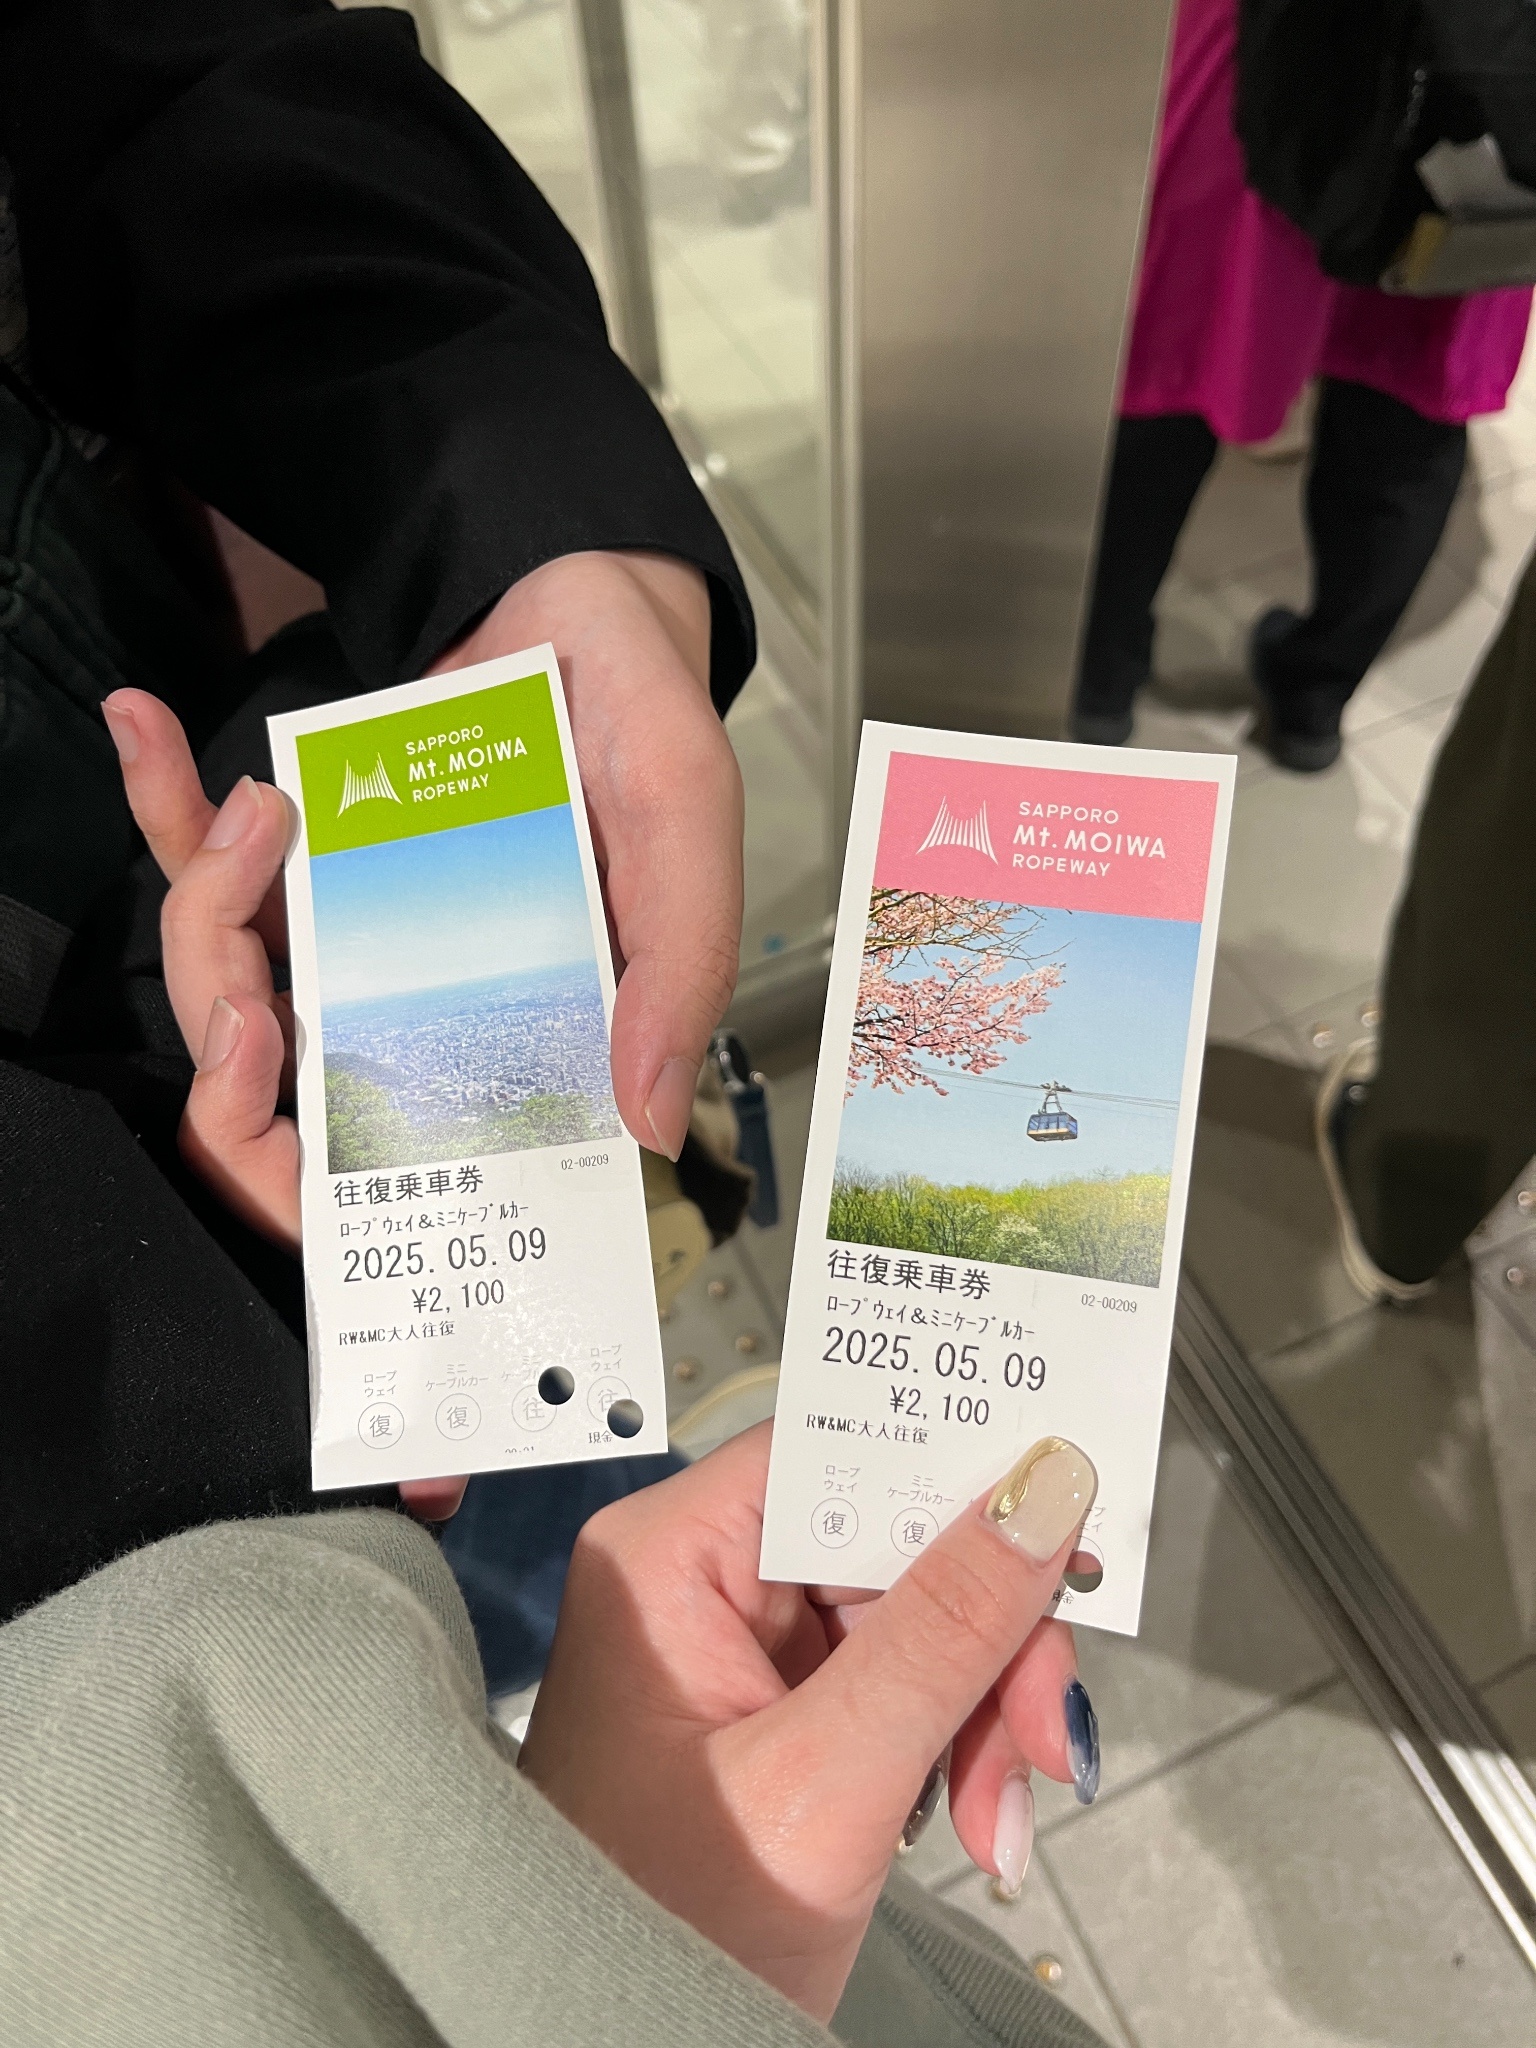 SAPPORO
Mt. MOIWA
ROPEWAY
往復乗車券
02-00209
ﾛｰﾌﾟｳｪｲ&ﾐﾆｹｰﾌﾞﾙｶｰ
2025.05.09
¥2,100
RW&MC大人往復
ロープ
ウェイ
復
ミニ
ケーブルカー
復
ミニ
往
ロープ
ウェイ
往
現金
SAPPORO
Mt. MOIWA
ROPEWAY
往復乗車券
02-00209
ﾛｰﾌﾟｳｪｲ&ﾐﾆｹｰﾌﾞﾙｶｰ
2025.05.09
¥2,100
RW&MC大人往復
ロープ
ウェイ
復
ミニ
ケーブルカー
復
現金